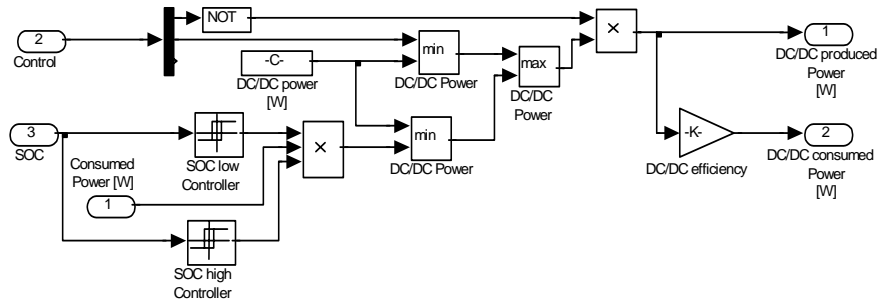 NOT
2
Control
-C-
DC/DC power
[W]
min
DC/DC Power
max
DC/DC
Power
×
1
DC/DC produced
Power
[W]
3
SOC
SOC low
Controller
Consumed
Power [W]
1
×
min
DC/DC Power
SOC high
Controller
-K-
DC/DC efficiency
2
DC/DC consumed
Power
[W]